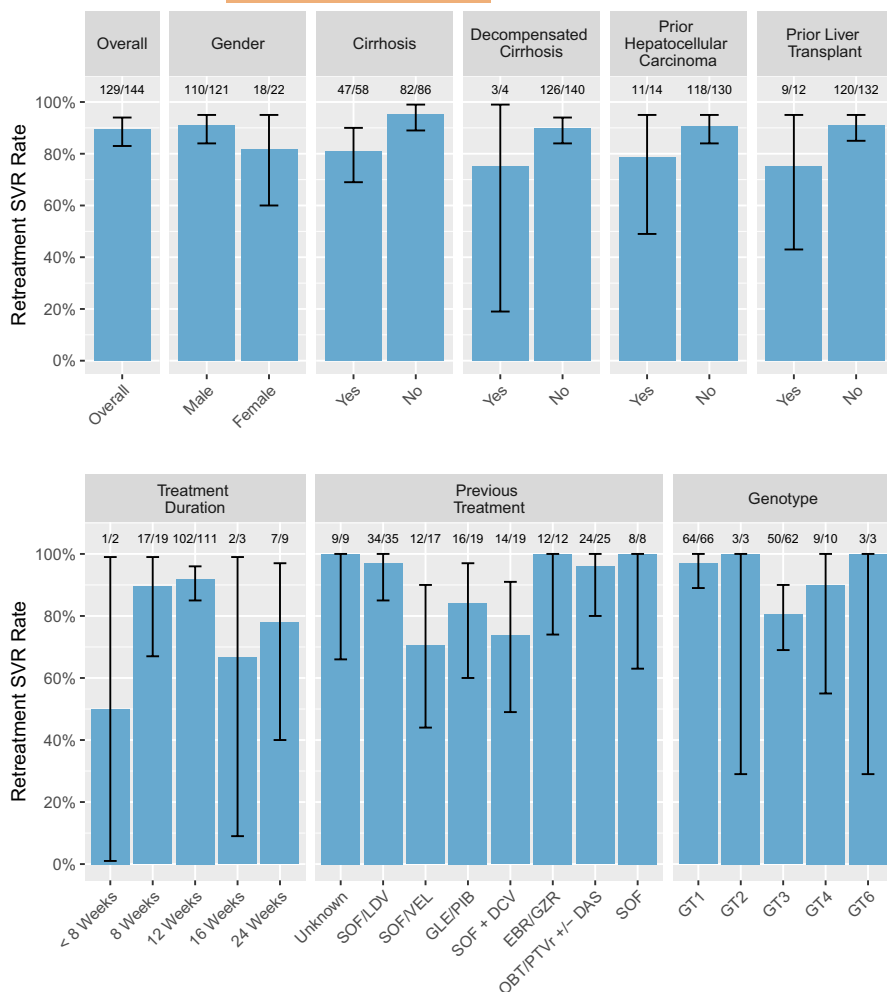 Overall
Gender
Cirrhosis
Decompensated
Cirrhosis
Prior
Hepatocellular
Carcinoma
Prior Liver
Transplant
129/144
110/121
18/22
47/58
82/86
3/4
126/140
11/14
118/130
9/12
120/132
Retreatment SVR Rate
100%
80%
60%
40%
20%
0%
Overall
Male
Female
Yes
No
Yes
No
Yes
No
Yes
No
Treatment
Duration
Previous
Treatment
Genotype
1/2
17/19
102/111
2/3
7/9
9/9
34/35
12/17
16/19
14/19
12/12
24/25
8/8
64/66
3/3
50/62
9/10
3/3
Retreatment SVR Rate
100%
80%
60%
40%
20%
0%
< 8 Weeks
8 Weeks
12 Weeks
16 Weeks
24 Weeks
Unknown
SOF/LDV
SOF/VEL
GLE/PIB
SOF + DCV
EBR/GZR
OBT/PTVr +/− DAS
SOF
GT1
GT2
GT3
GT4
GT6